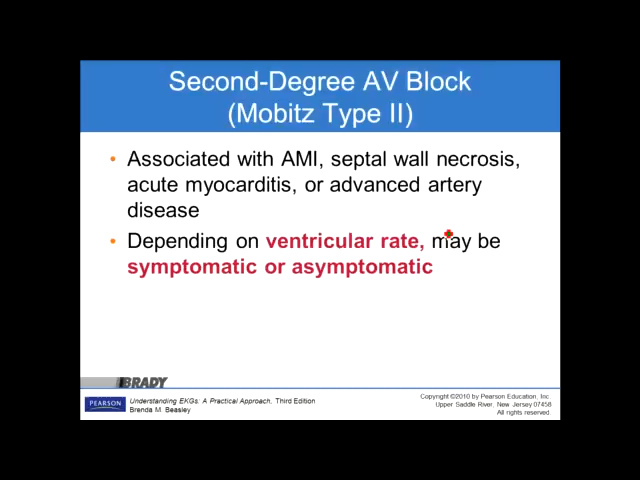 Second-Degree AV Block
(Mobitz Type II)
• Associated with AMI, septal wall necrosis,
acute myocarditis, or advanced artery
disease
• Depending on ventricular rate, may be
symptomatic or asymptomatic
BRADY
PEARSON
Understanding EKGs: A Practical Approach, Third Edition
Brenda M. Beasley
Copyright ©2010 by Pearson Education, Inc.
Upper Saddle River, New Jersey 07458
All rights reserved.